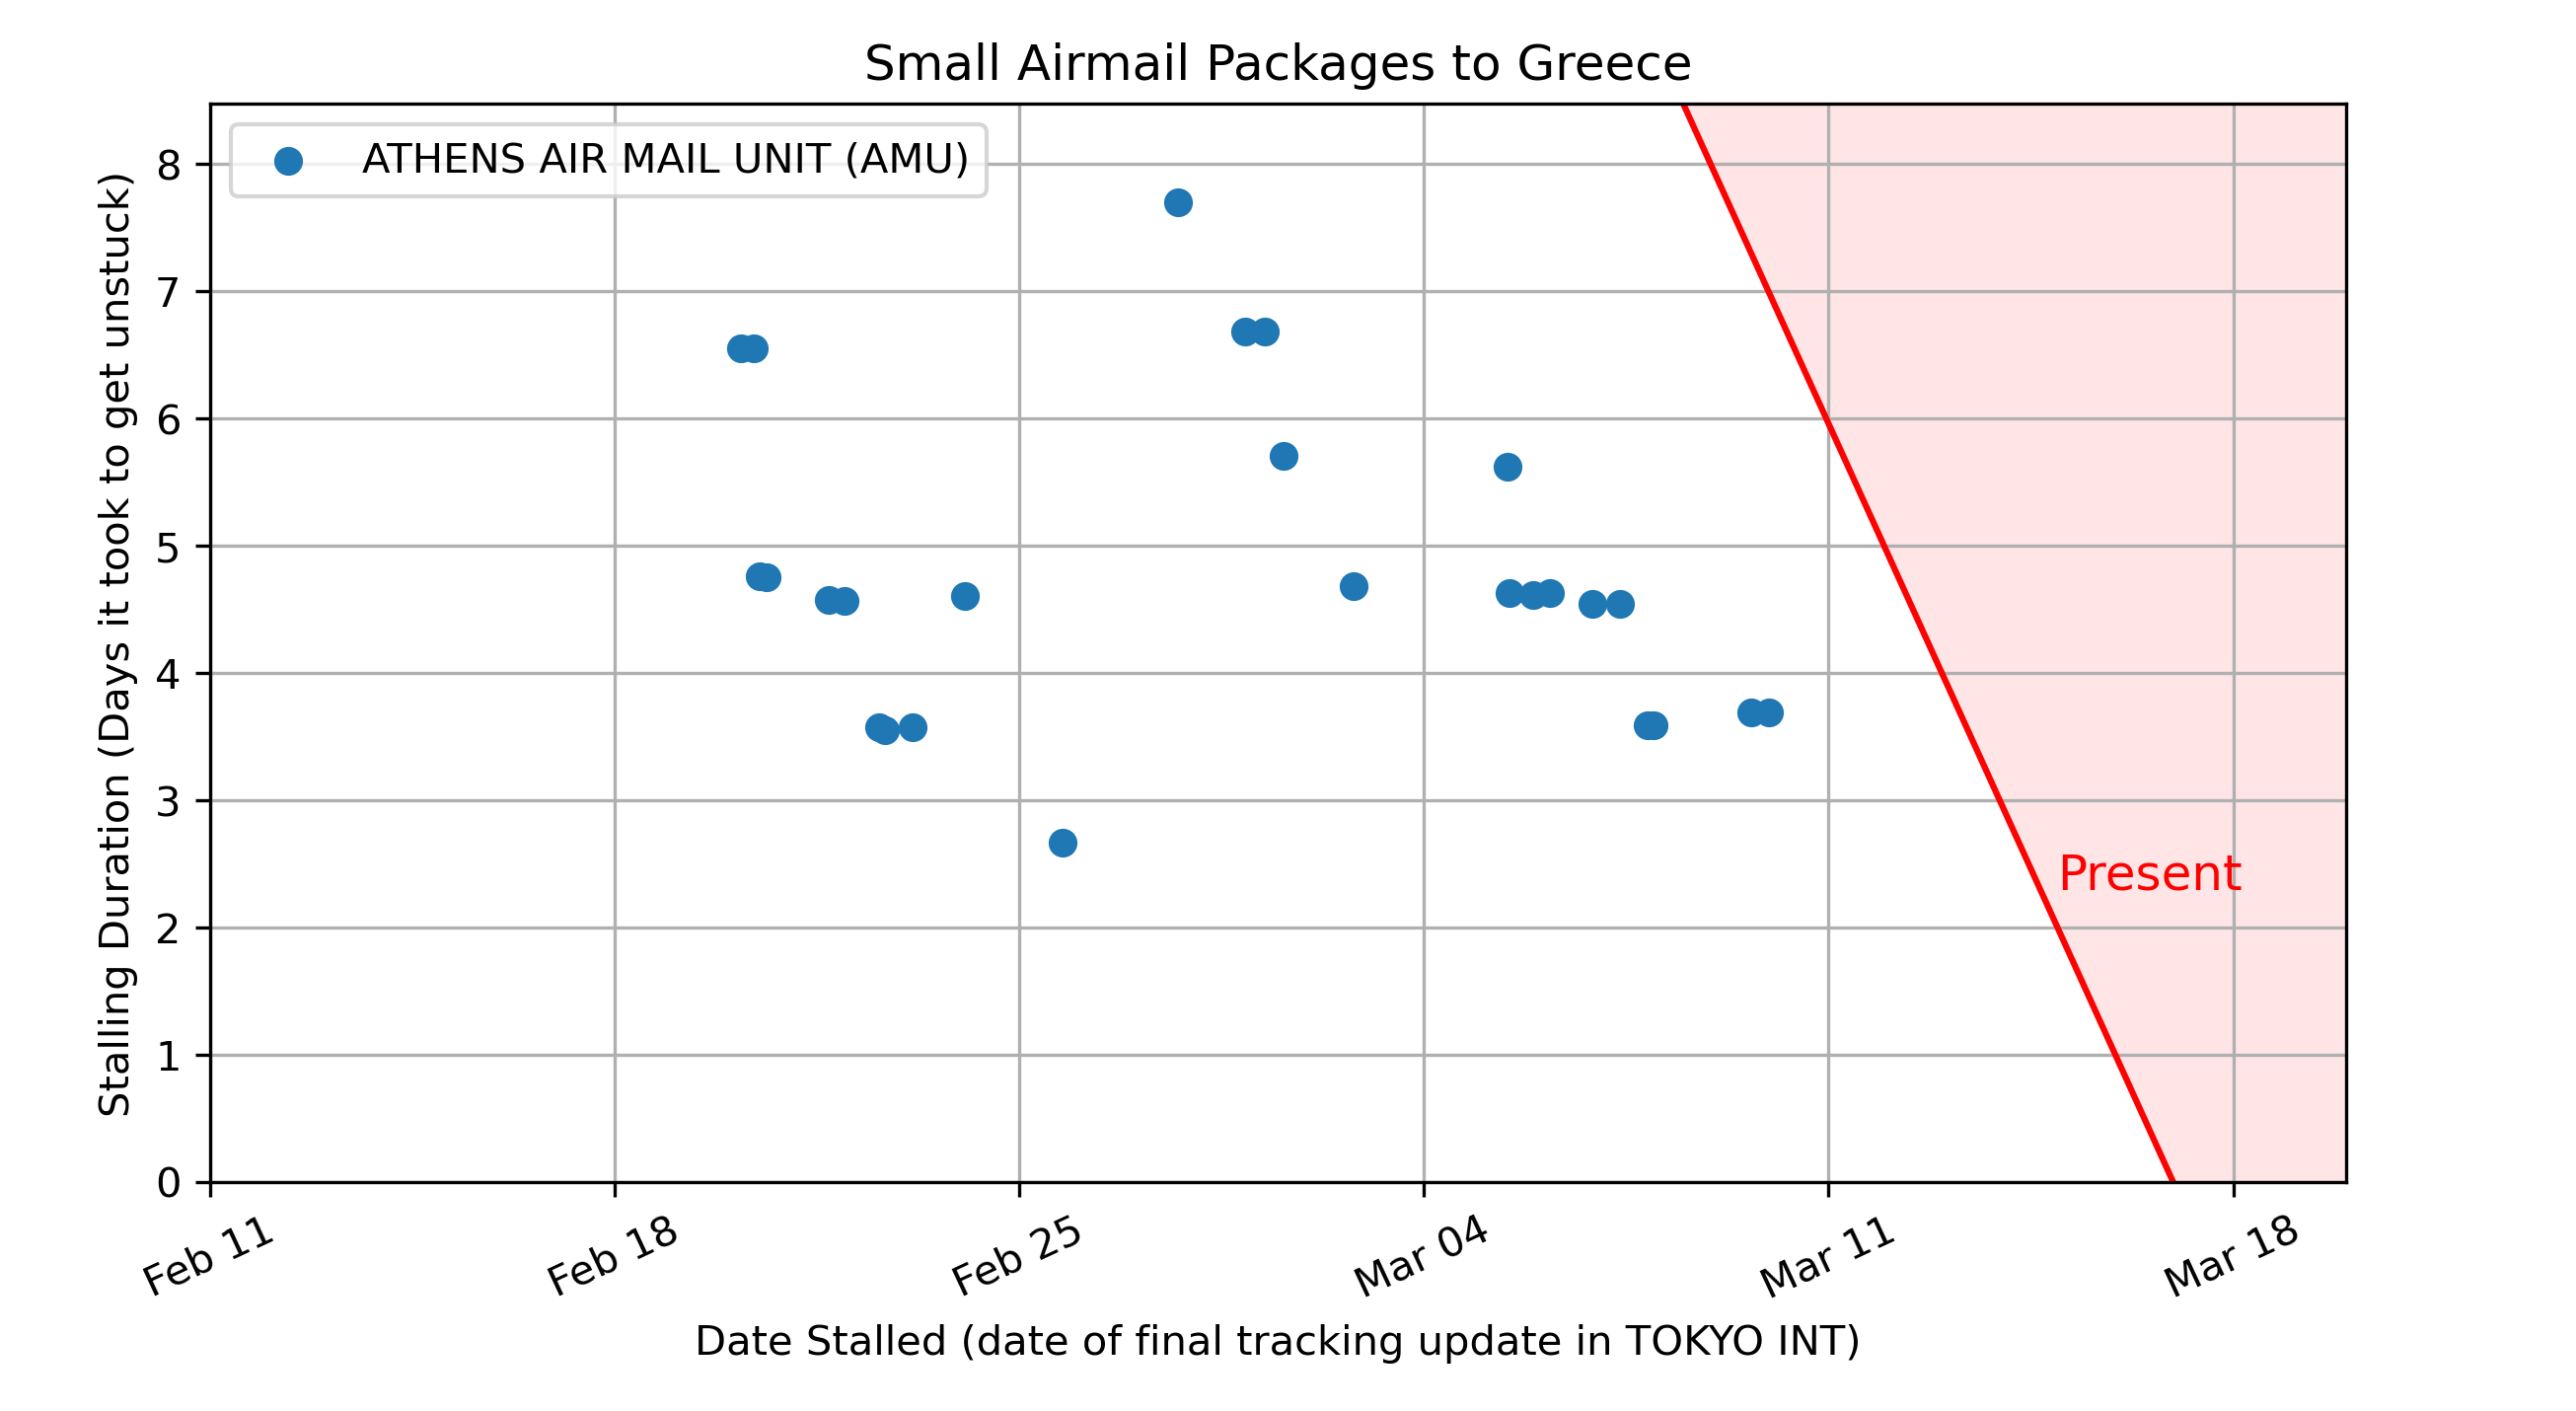 Small Airmail Packages to Greece
ATHENS AIR MAIL UNIT (AMU)
Stalling Duration (Days it took to get unstuck)
8
7
6
5
4
3
2
1
0
Present
Feb 11
Feb 18
Feb 25
Mar 04
Mar 11
Mar 18
Date Stalled (date of final tracking update in TOKYO INT)